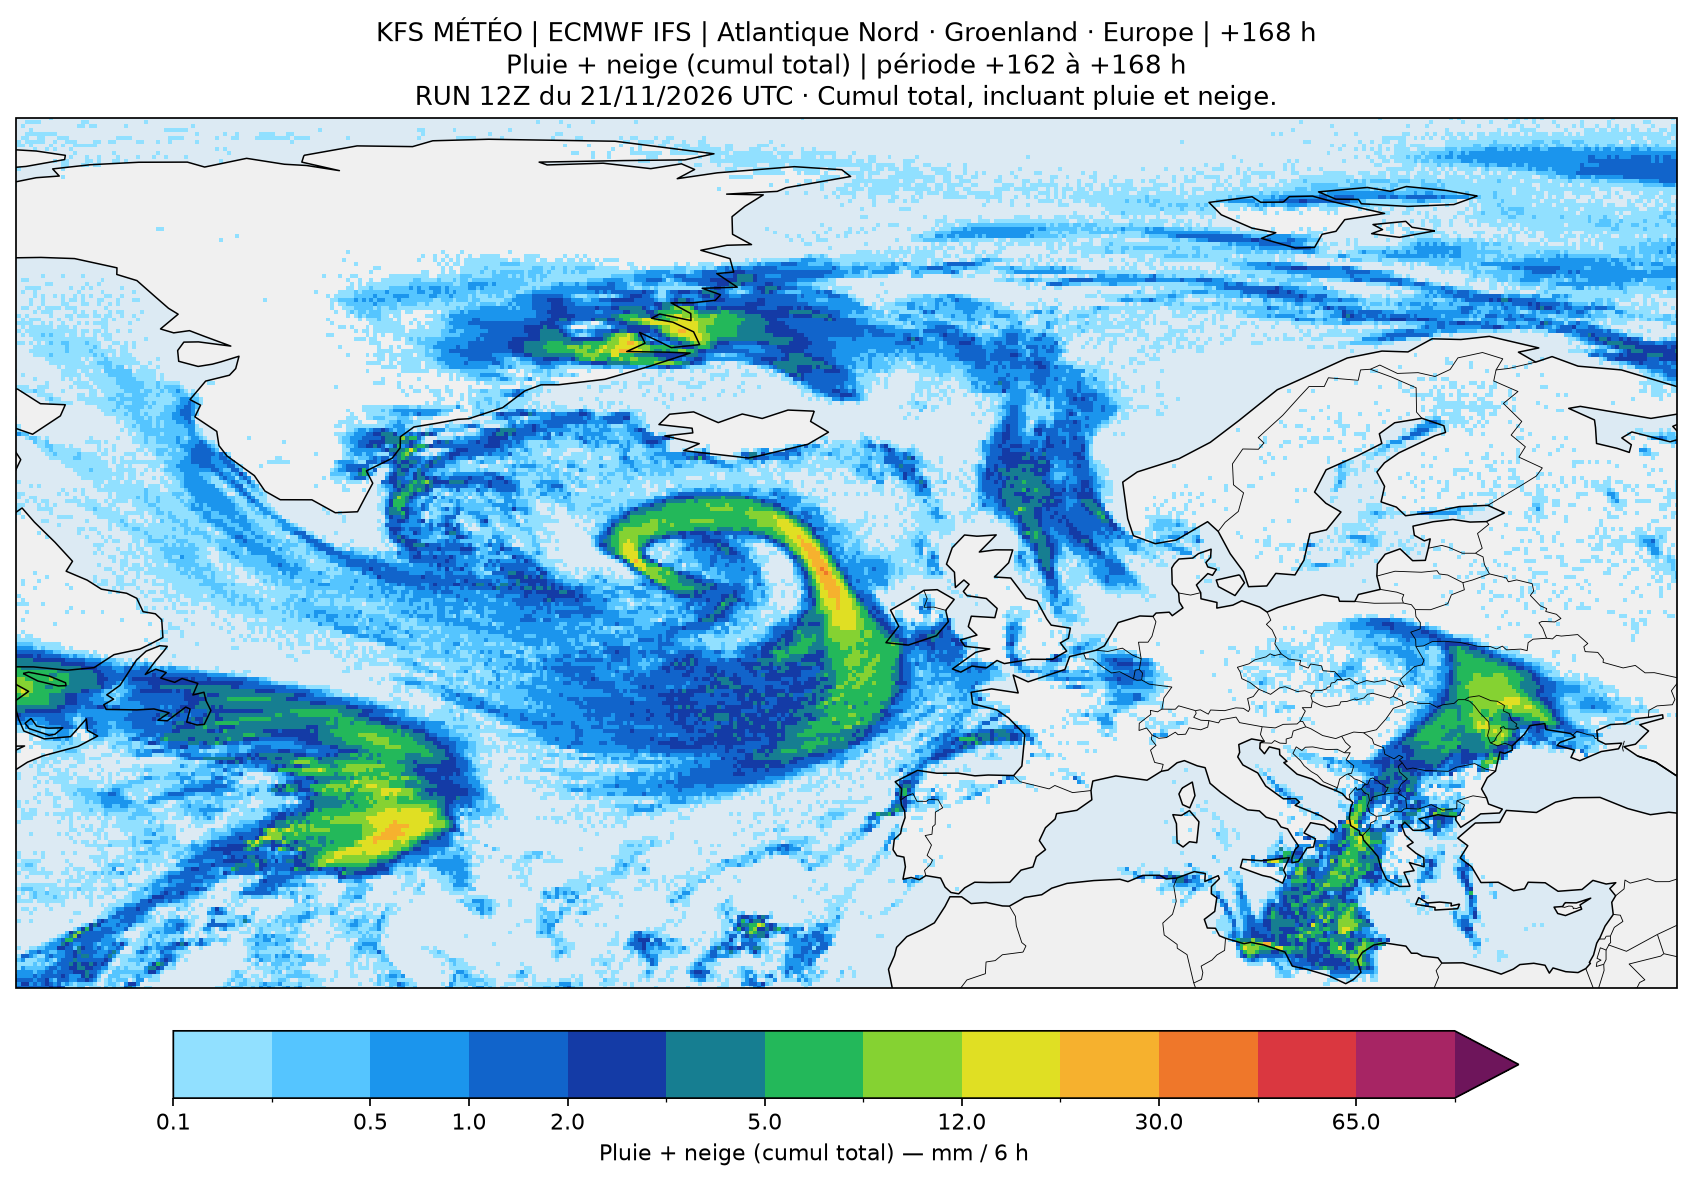 KFS MÉTÉO | ECMWF IFS | Atlantique Nord · Groenland · Europe | +168 h
Pluie + neige (cumul total) | période +162 à +168 h
RUN 12Z du 21/11/2026 UTC · Cumul total, incluant pluie et neige.
0.1 0.5 1.0 2.0 5.0 12.0 30.0 65.0
Pluie + neige (cumul total) — mm / 6 h